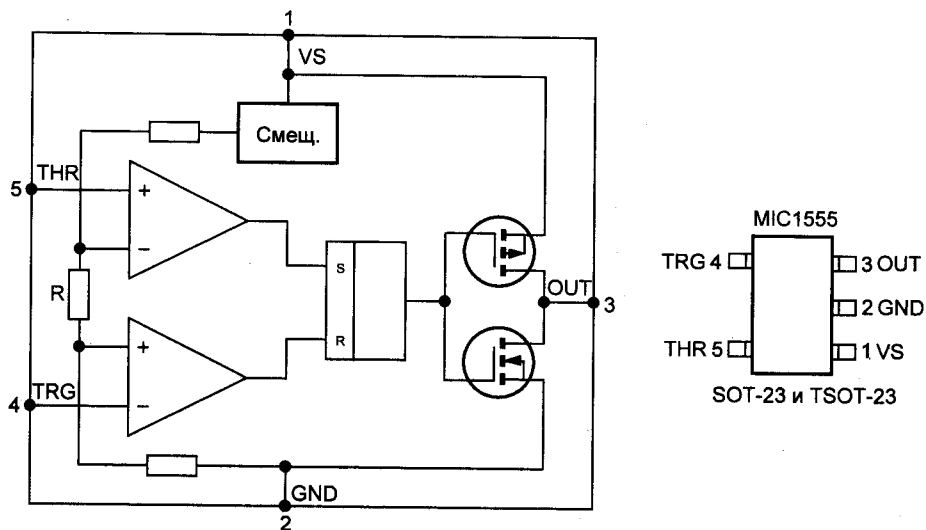 1
VS
Смещ.
5
THR
+
−
R
S
R
+
−
TRG
4
OUT
3
GND
2
MIC1555
TRG 4
3 OUT
2 GND
THR 5
1 VS
SOT-23 и TSOT-23